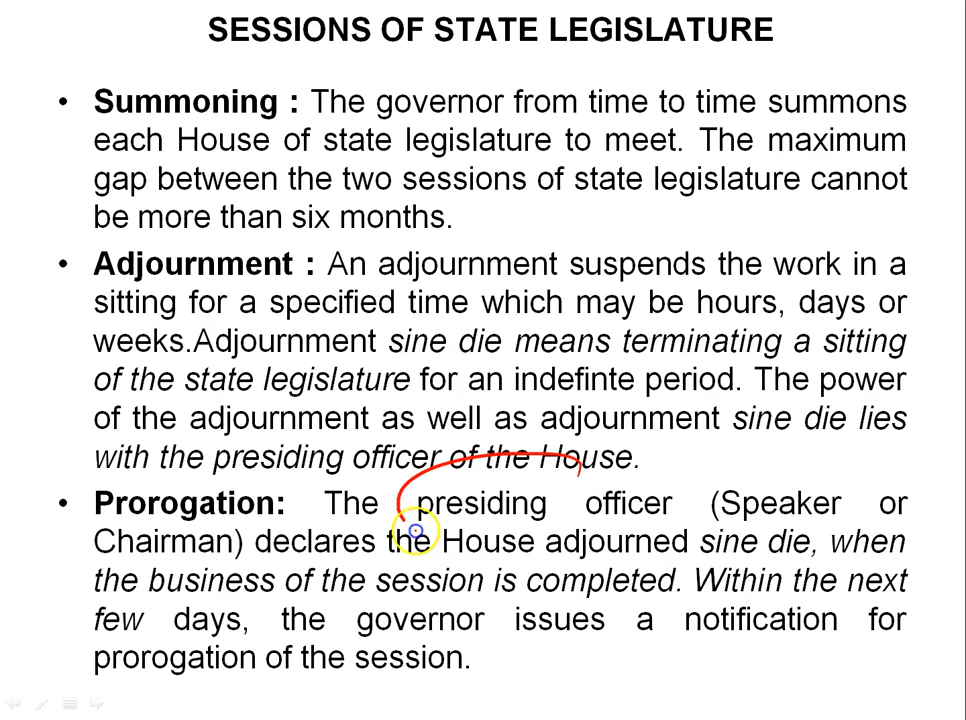 SESSIONS OF STATE LEGISLATURE
• Summoning : The governor from time to time summons
each House of state legislature to meet. The maximum
gap between the two sessions of state legislature cannot
be more than six months.
• Adjournment : An adjournment suspends the work in a
sitting for a specified time which may be hours, days or
weeks.Adjournment sine die means terminating a sitting
of the state legislature for an indefinte period. The power
of the adjournment as well as adjournment sine die lies
with the presiding officer of the House.
• Prorogation: The presiding officer (Speaker or
Chairman) declares the House adjourned sine die, when
the business of the session is completed. Within the next
few days, the governor issues a notification for
prorogation of the session.